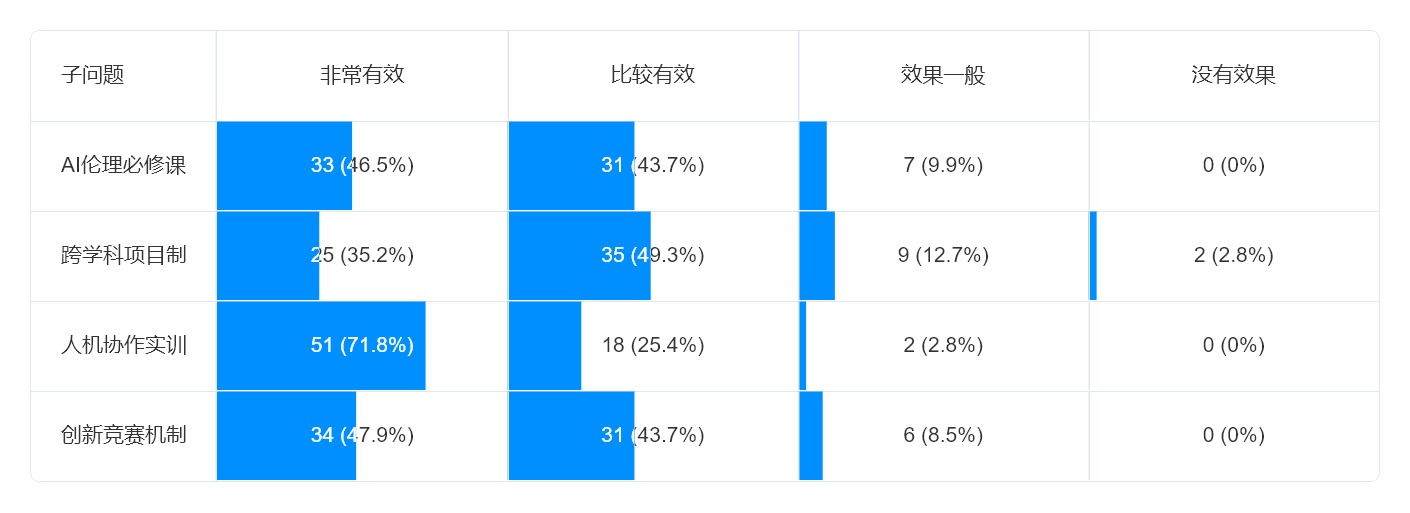 子问题 非常有效 比较有效 效果一般 没有效果
AI伦理必修课 33 (46.5%) 31 (43.7%) 7 (9.9%) 0 (0%)
跨学科项目制 25 (35.2%) 35 (49.3%) 9 (12.7%) 2 (2.8%)
人机协作实训 51 (71.8%) 18 (25.4%) 2 (2.8%) 0 (0%)
创新竞赛机制 34 (47.9%) 31 (43.7%) 6 (8.5%) 0 (0%)